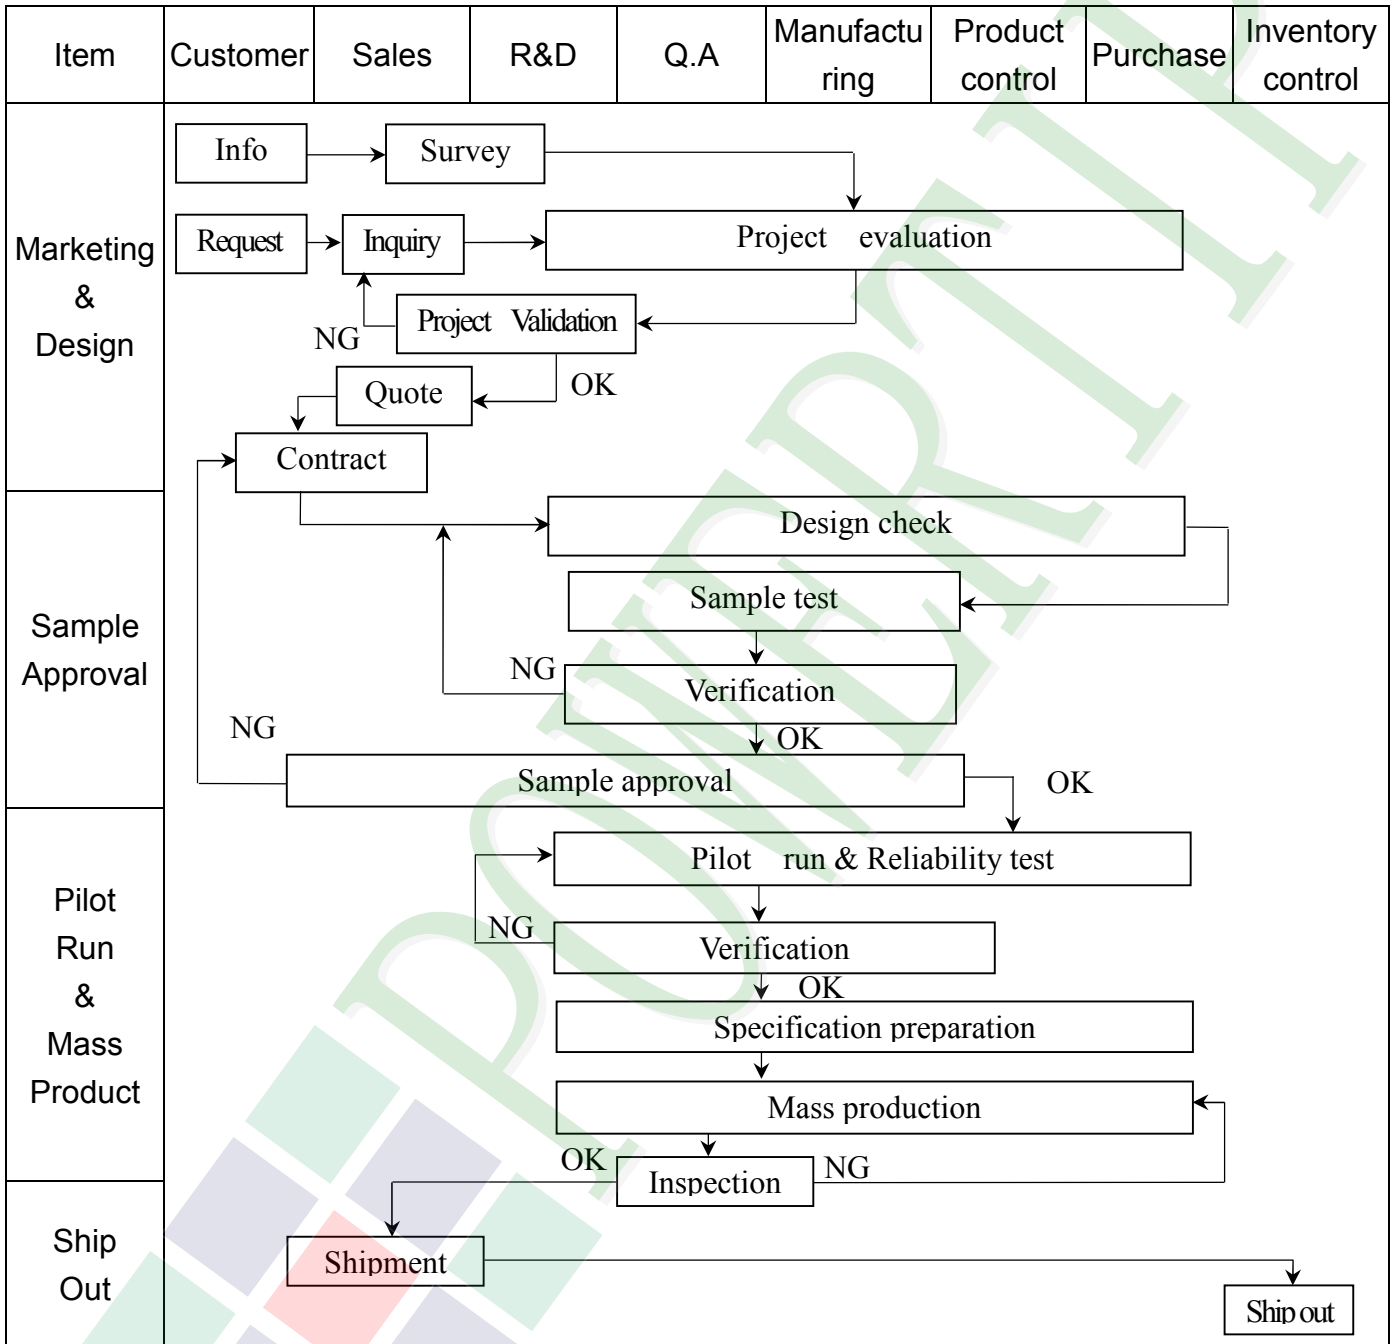 Item
Customer
Sales
R&D
Q.A
Manufactu
ring
Product
control
Purchase
Inventory
control
Marketing
&
Design
Info
Survey
Request
Inquiry
Project evaluation
NG
Project Validation
Quote
OK
Contract
Sample
Approval
Design check
Sample test
NG
Verification
NG
OK
Sample approval
OK
Pilot
Run
&
Mass
Product
Pilot run & Reliability test
NG
Verification
OK
Specification preparation
Mass production
OK
Inspection
NG
Ship
Out
Shipment
Ship out
POWERTIP